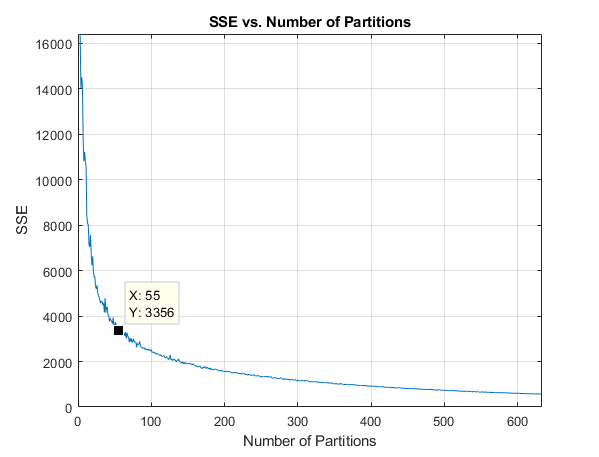 SSE vs. Number of Partitions
16000
14000
12000
10000
8000
6000
4000
2000
0
SSE
X: 55
Y: 3356
0 100 200 300 400 500 600
Number of Partitions